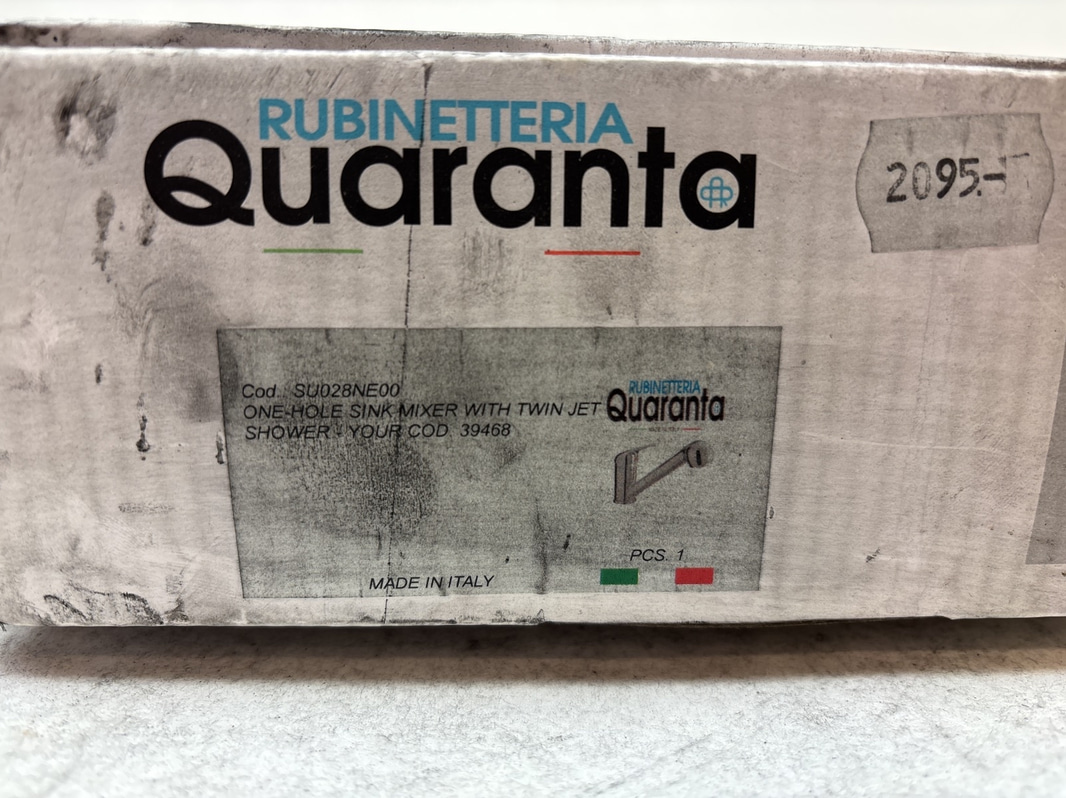 RUBINETTERIA
Quaranta
2095.-
Cod.: SU028NE00
ONE-HOLE SINK MIXER WITH TWIN JET
SHOWER - YOUR COD. 39468
RUBINETTERIA
Quaranta
PCS. 1
MADE IN ITALY